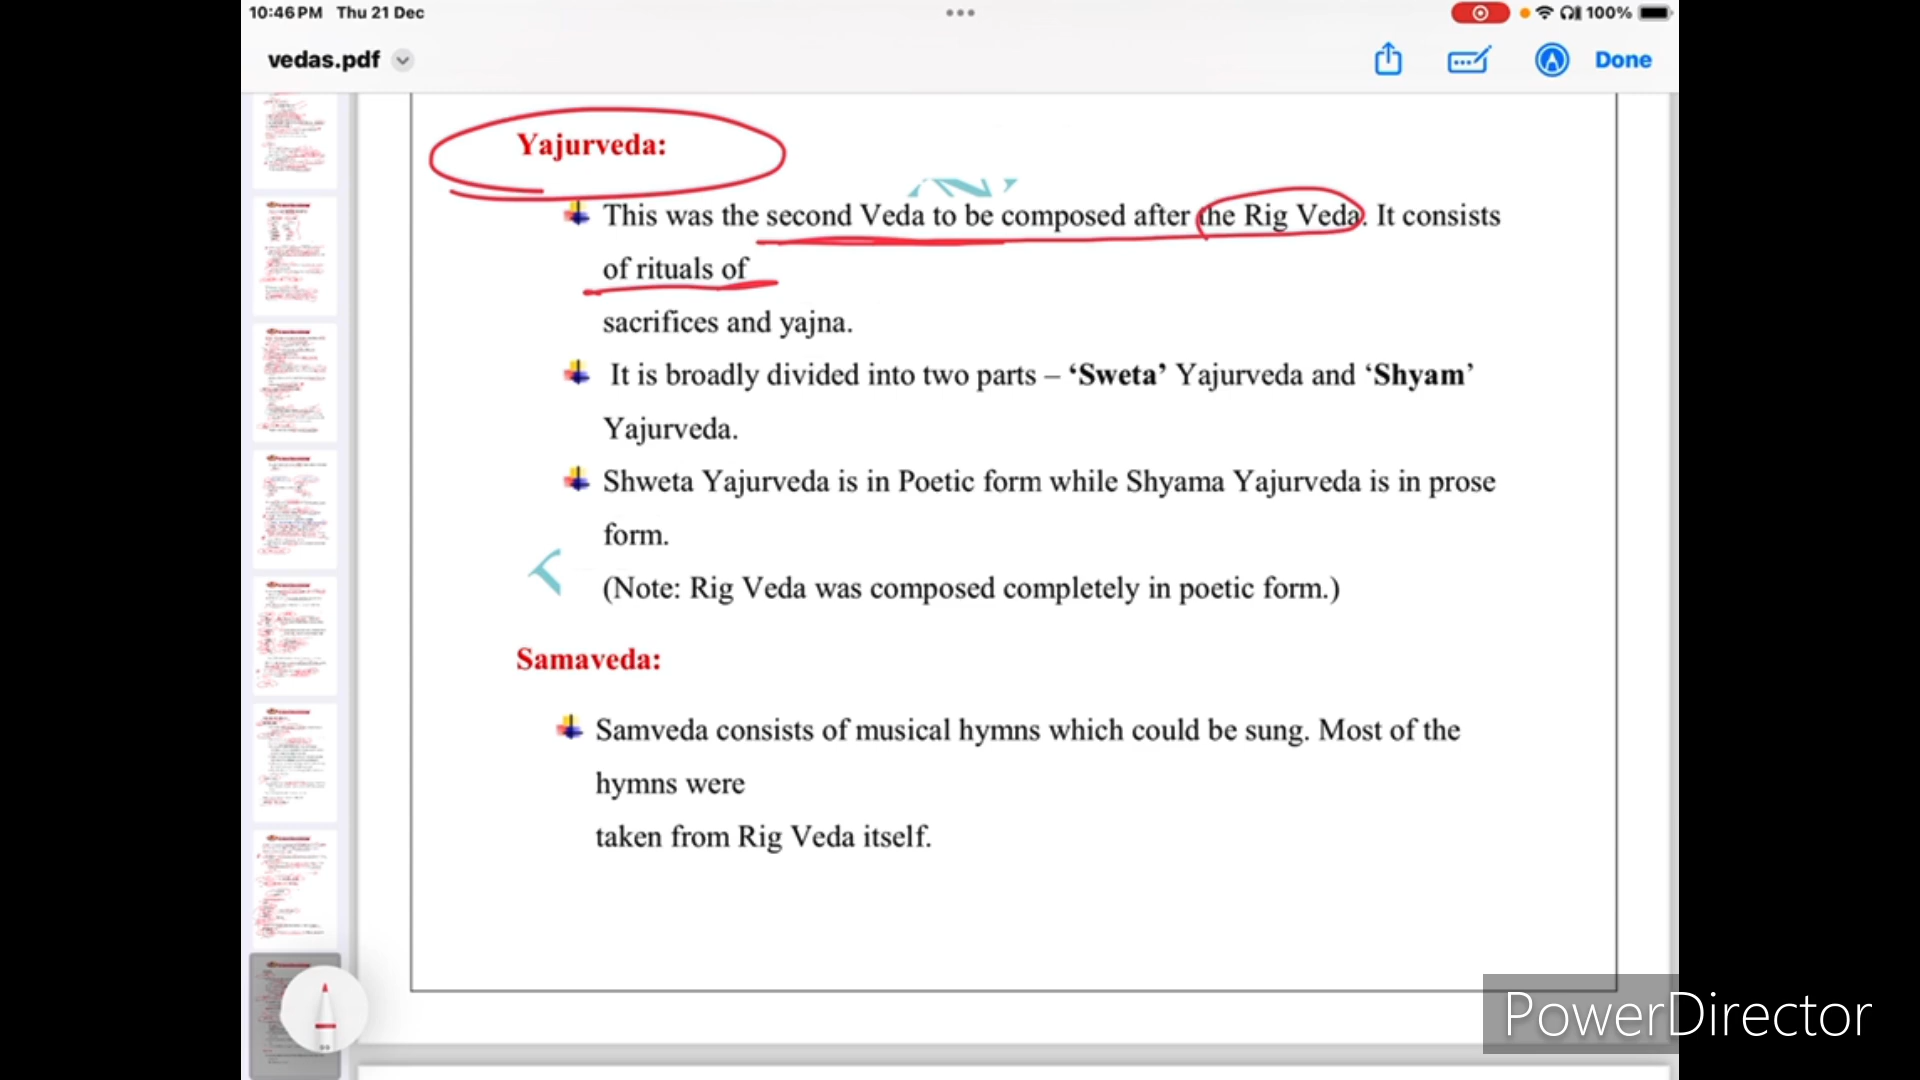 10:46 PM Thu 21 Dec
100%
vedas.pdf
Done
Yajurveda:
This was the second Veda to be composed after the Rig Veda. It consists
of rituals of
sacrifices and yajna.
It is broadly divided into two parts – ‘Sweta’ Yajurveda and ‘Shyam’
Yajurveda.
Shweta Yajurveda is in Poetic form while Shyama Yajurveda is in prose
form.
(Note: Rig Veda was composed completely in poetic form.)
Samaveda:
Samveda consists of musical hymns which could be sung. Most of the
hymns were
taken from Rig Veda itself.
PowerDirector